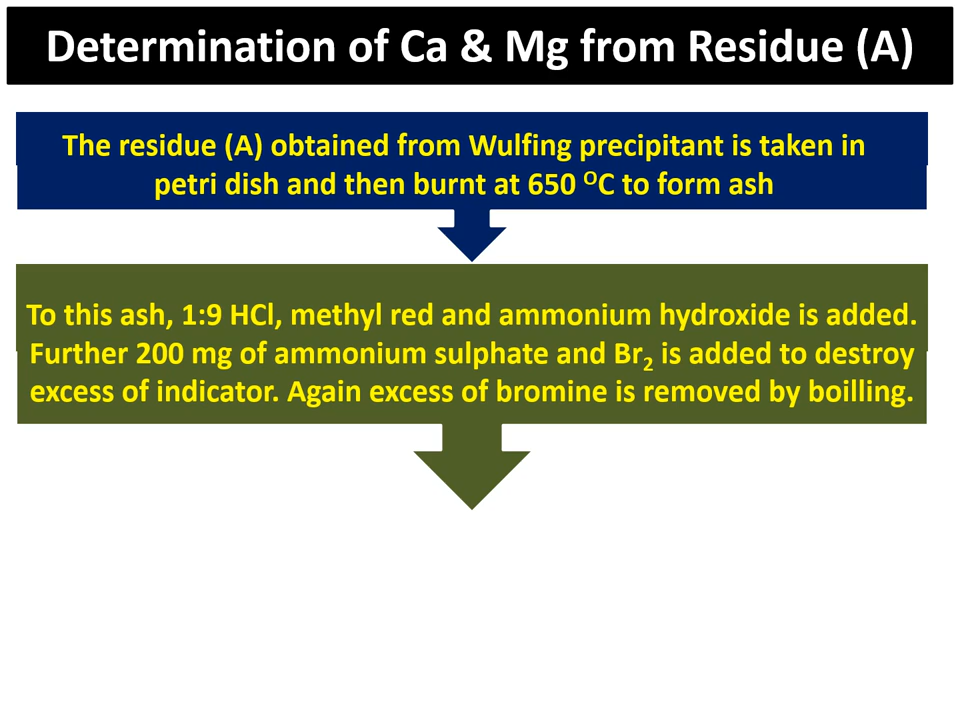 Determination of Ca & Mg from Residue (A)
The residue (A) obtained from Wulfing precipitant is taken in
petri dish and then burnt at 650 ᴼC to form ash
To this ash, 1:9 HCl, methyl red and ammonium hydroxide is added.
Further 200 mg of ammonium sulphate and Br₂ is added to destroy
excess of indicator. Again excess of bromine is removed by boilling.